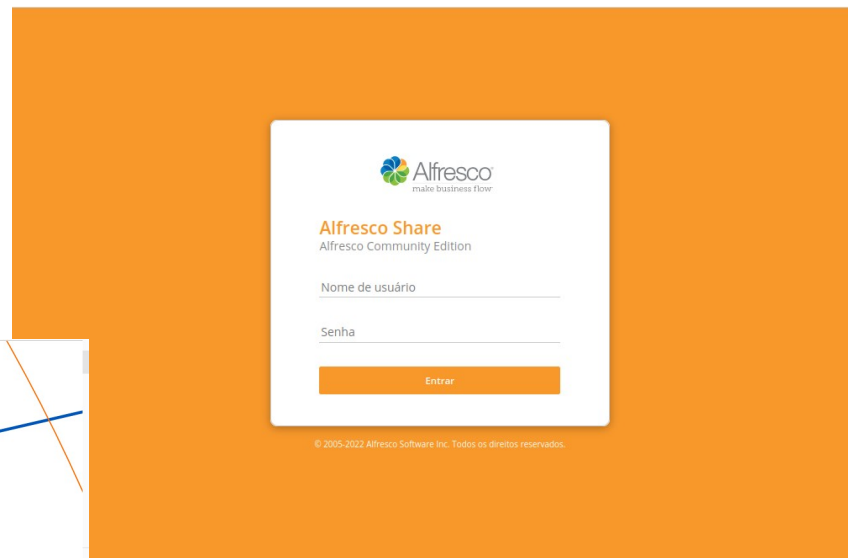 Alfresco
make business flow
Alfresco Share
Alfresco Community Edition
Nome de usuário
Senha
Entrar
© 2005-2022 Alfresco Software Inc. Todos os direitos reservados.